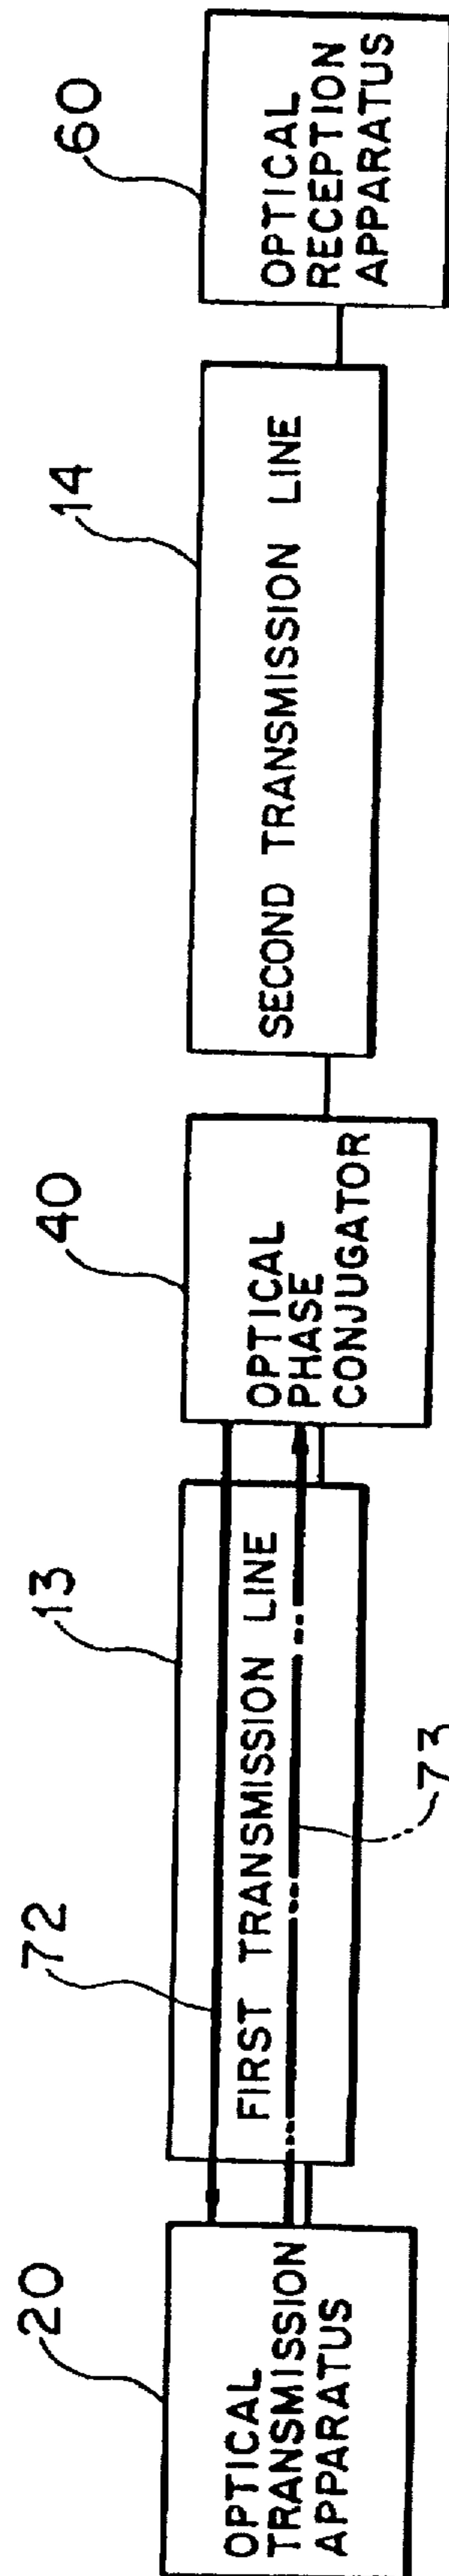 20
OPTICAL
TRANSMISSION
APPARATUS
72
13
FIRST TRANSMISSION LINE
73
40
OPTICAL
PHASE
CONJUGATOR
14
SECOND TRANSMISSION LINE
60
OPTICAL
RECEPTION
APPARATUS